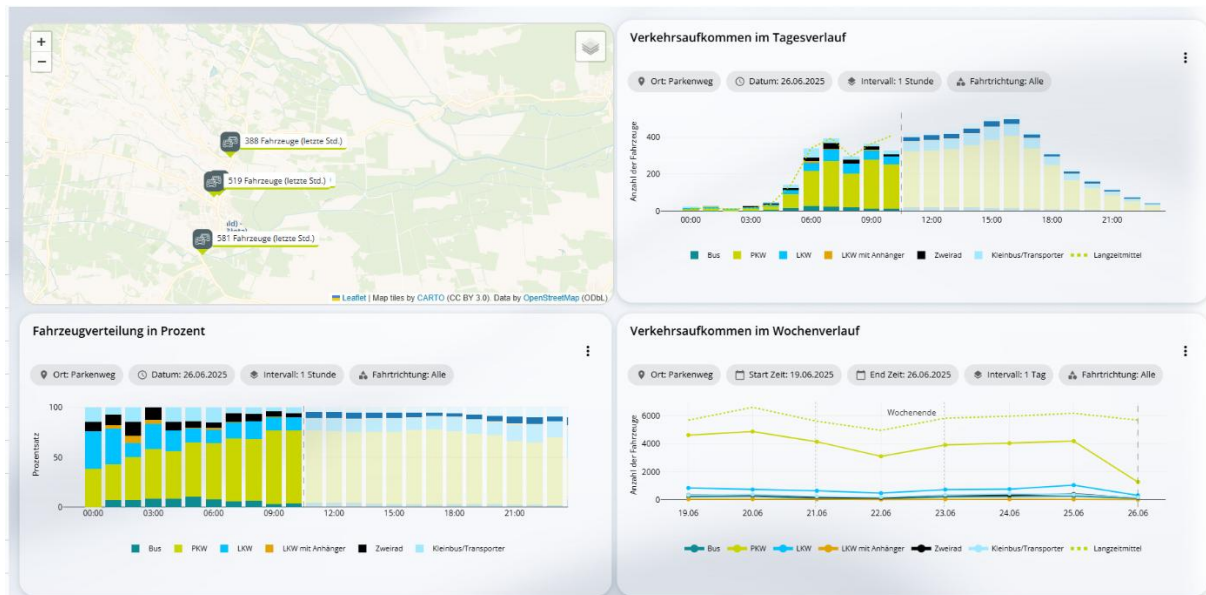 +
−
388 Fahrzeuge (letzte Std.)
519 Fahrzeuge (letzte Std.)
581 Fahrzeuge (letzte Std.)
Leaflet | Map tiles by CARTO (CC BY 3.0). Data by OpenStreetMap (ODbL)
Verkehrsaufkommen im Tagesverlauf
Ort: Parkenweg Datum: 26.06.2025 Intervall: 1 Stunde Fahrtrichtung: Alle
Anzahl der Fahrzeuge
400
200
0
00:00 03:00 06:00 09:00 12:00 15:00 18:00 21:00
Bus PKW LKW LKW mit Anhänger Zweirad Kleinbus/Transporter Langzeitmittel
Fahrzeugverteilung in Prozent
Ort: Parkenweg Datum: 26.06.2025 Intervall: 1 Stunde Fahrtrichtung: Alle
Prozentsatz
100
50
0
00:00 03:00 06:00 09:00 12:00 15:00 18:00 21:00
Bus PKW LKW LKW mit Anhänger Zweirad Kleinbus/Transporter
Verkehrsaufkommen im Wochenverlauf
Ort: Parkenweg Start Zeit: 19.06.2025 End Zeit: 26.06.2025 Intervall: 1 Tag Fahrtrichtung: Alle
Anzahl der Fahrzeuge
Wochenende
6000
4000
2000
0
19.06 20.06 21.06 22.06 23.06 24.06 25.06 26.06
Bus PKW LKW LKW mit Anhänger Zweirad Kleinbus/Transporter Langzeitmittel